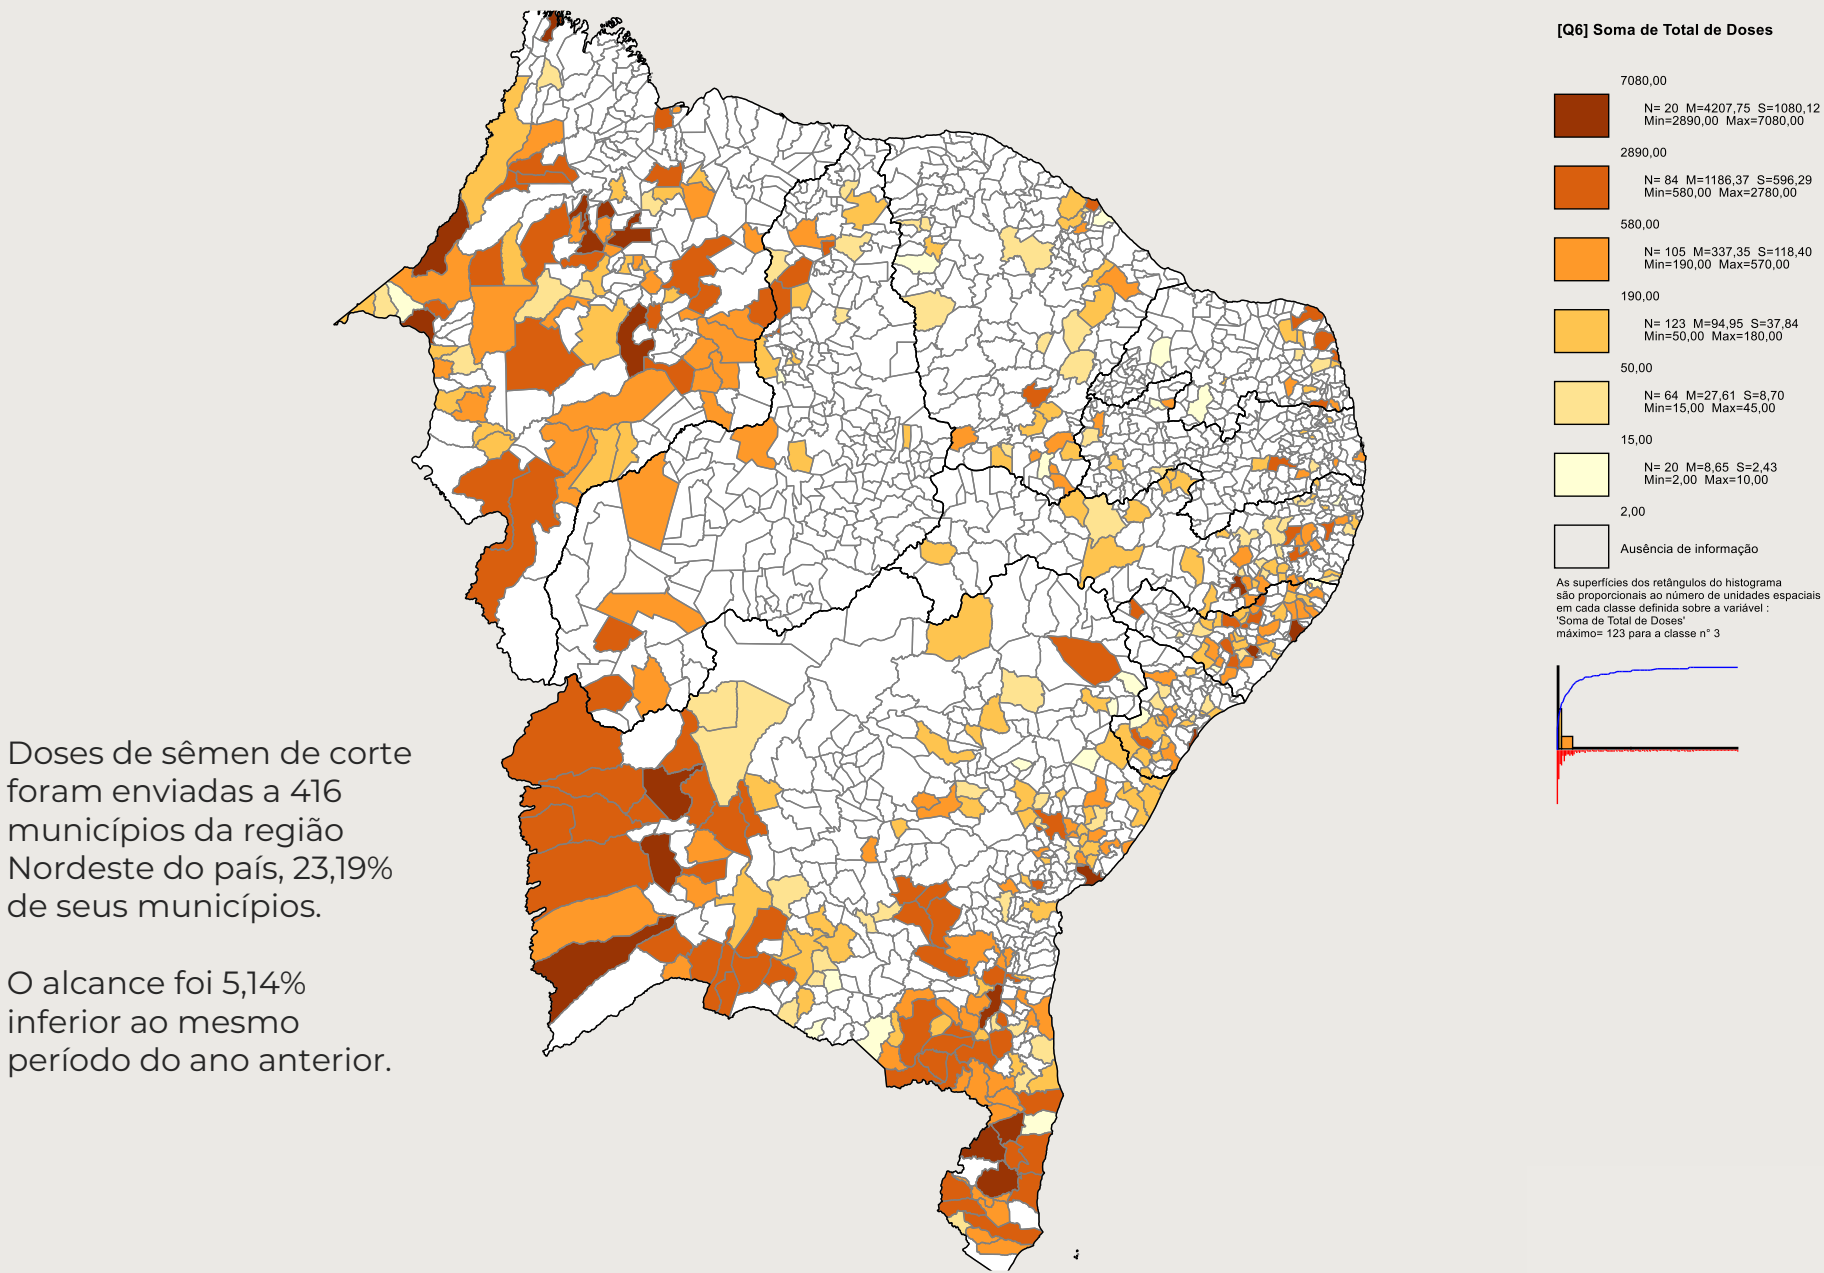 [Q6] Soma de Total de Doses
7080,00
N= 20 M=4207,75 S=1080,12
Min=2890,00 Max=7080,00
2890,00
N= 84 M=1186,37 S=596,29
Min=580,00 Max=2780,00
580,00
N= 105 M=337,35 S=118,40
Min=190,00 Max=570,00
190,00
N= 123 M=94,95 S=37,84
Min=50,00 Max=180,00
50,00
N= 64 M=27,61 S=8,70
Min=15,00 Max=45,00
15,00
N= 20 M=8,65 S=2,43
Min=2,00 Max=10,00
2,00
Ausência de informação
As superfícies dos retângulos do histograma
são proporcionais ao número de unidades espaciais
em cada classe definida sobre a variável :
'Soma de Total de Doses'
máximo= 123 para a classe n° 3
Doses de sêmen de corte
foram enviadas a 416
municípios da região
Nordeste do país, 23,19%
de seus municípios.
O alcance foi 5,14%
inferior ao mesmo
período do ano anterior.